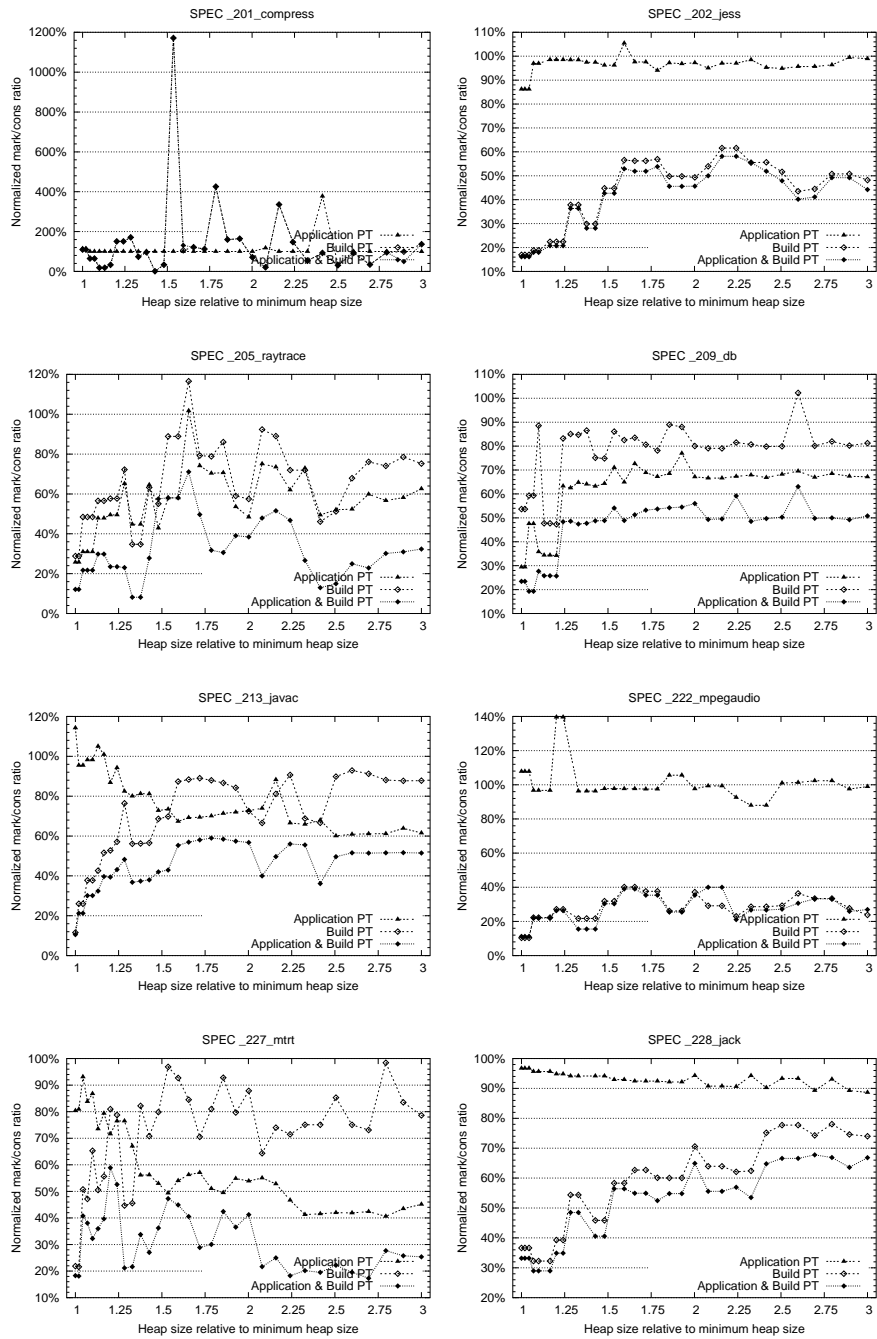 SPEC _201_compress
1200%
1000%
800%
600%
400%
200%
0%
Normalized mark/cons ratio
Application PT
Build PT
Application & Build PT
1 1.25 1.5 1.75 2 2.25 2.5 2.75 3
Heap size relative to minimum heap size
SPEC _202_jess
110%
100%
90%
80%
70%
60%
50%
40%
30%
20%
10%
Normalized mark/cons ratio
Application PT
Build PT
Application & Build PT
1 1.25 1.5 1.75 2 2.25 2.5 2.75 3
Heap size relative to minimum heap size
SPEC _205_raytrace
120%
100%
80%
60%
40%
20%
0%
Normalized mark/cons ratio
Application PT
Build PT
Application & Build PT
1 1.25 1.5 1.75 2 2.25 2.5 2.75 3
Heap size relative to minimum heap size
SPEC _209_db
110%
100%
90%
80%
70%
60%
50%
40%
30%
20%
10%
Normalized mark/cons ratio
Application PT
Build PT
Application & Build PT
1 1.25 1.5 1.75 2 2.25 2.5 2.75 3
Heap size relative to minimum heap size
SPEC _213_javac
120%
100%
80%
60%
40%
20%
0%
Normalized mark/cons ratio
Application PT
Build PT
Application & Build PT
1 1.25 1.5 1.75 2 2.25 2.5 2.75 3
Heap size relative to minimum heap size
SPEC _222_mpegaudio
140%
120%
100%
80%
60%
40%
20%
0%
Normalized mark/cons ratio
Application PT
Build PT
Application & Build PT
1 1.25 1.5 1.75 2 2.25 2.5 2.75 3
Heap size relative to minimum heap size
SPEC _227_mtrt
100%
90%
80%
70%
60%
50%
40%
30%
20%
10%
Normalized mark/cons ratio
Application PT
Build PT
Application & Build PT
1 1.25 1.5 1.75 2 2.25 2.5 2.75 3
Heap size relative to minimum heap size
SPEC _228_jack
100%
90%
80%
70%
60%
50%
40%
30%
20%
Normalized mark/cons ratio
Application PT
Build PT
Application & Build PT
1 1.25 1.5 1.75 2 2.25 2.5 2.75 3
Heap size relative to minimum heap size